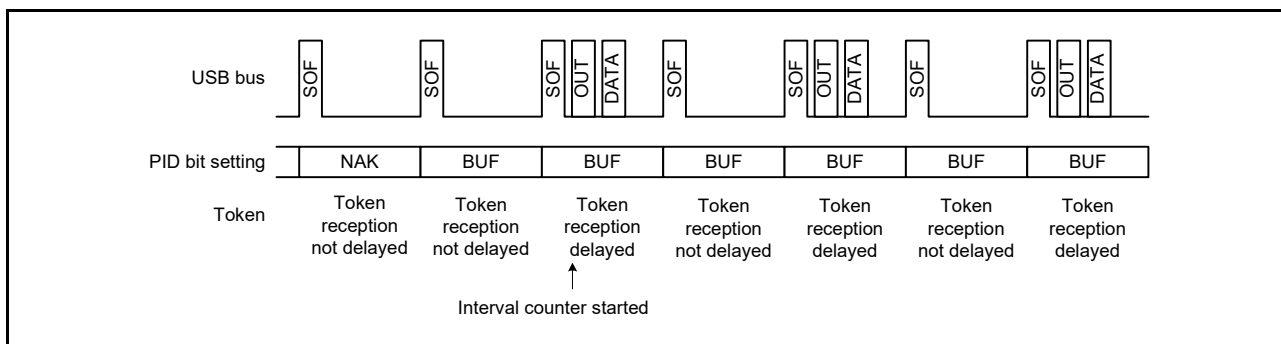 USB bus
SOF
SOF
SOF
OUT
DATA
SOF
SOF
OUT
DATA
SOF
SOF
OUT
DATA
PID bit setting
NAK
BUF
BUF
BUF
BUF
BUF
BUF
Token
Token
reception
not delayed
Token
reception
not delayed
Token
reception
delayed
Token
reception
not delayed
Token
reception
delayed
Token
reception
not delayed
Token
reception
delayed
Interval counter started